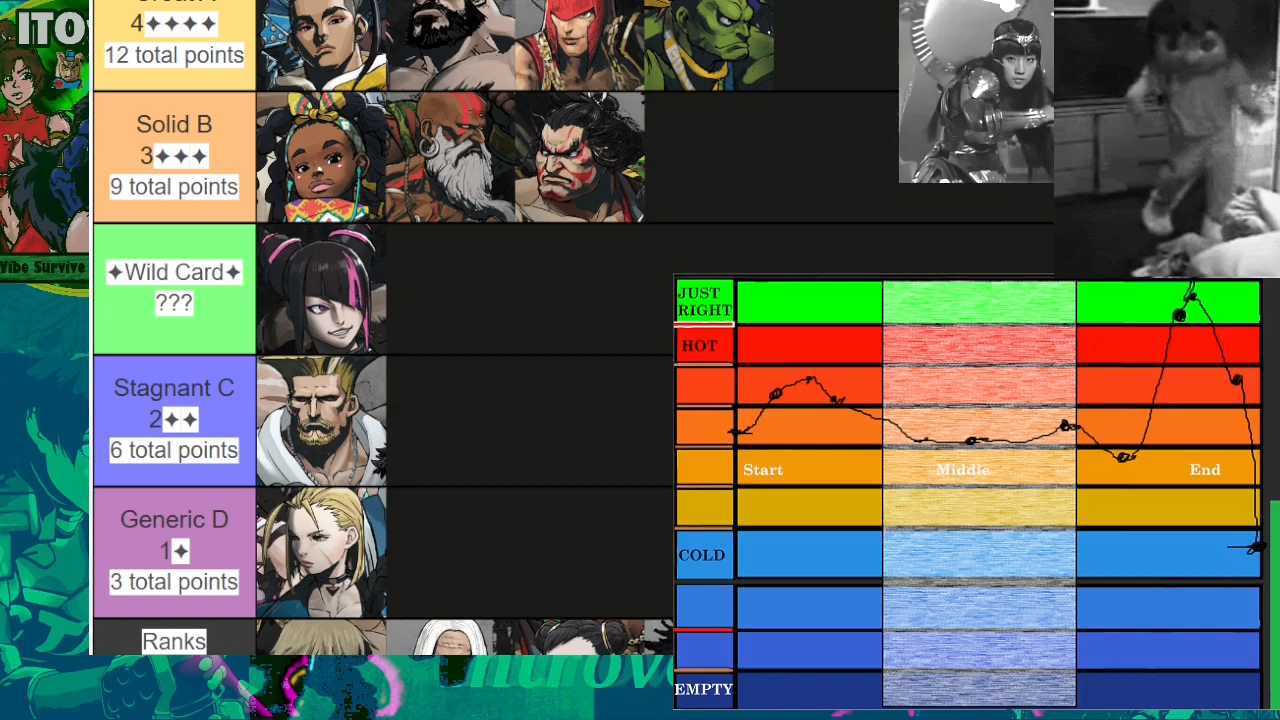 ITO
4✦✦✦✦
12 total points
Solid B
3✦✦✦
9 total points
✦Wild Card✦
???
Stagnant C
2✦✦
6 total points
Generic D
1✦
3 total points
Ranks
Vibe Survive
JUST
RIGHT
HOT
Start
Middle
End
COLD
EMPTY